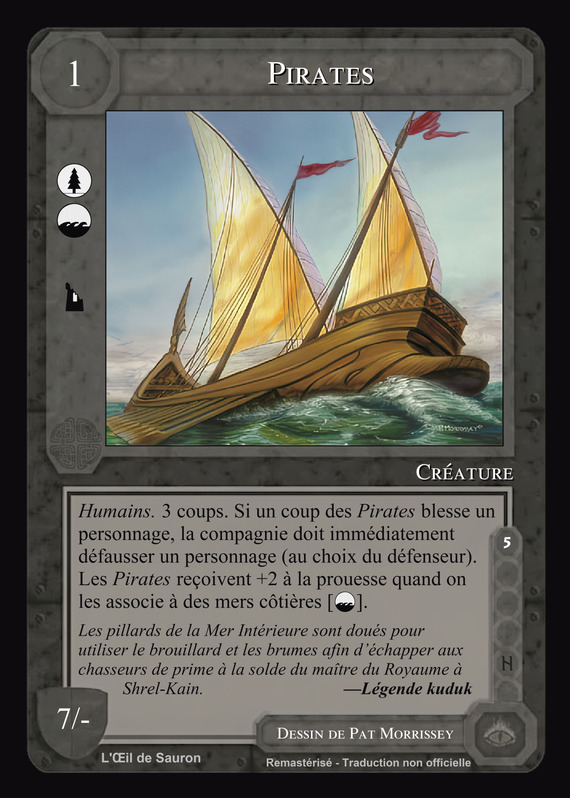 1
PIRATES
P. MORRISSEY ©
CRÉATURE
Humains. 3 coups. Si un coup des Pirates blesse un
personnage, la compagnie doit immédiatement
défausser un personnage (au choix du défenseur).
Les Pirates reçoivent +2 à la prouesse quand on
les associe à des mers côtières [ ].
5
Les pillards de la Mer Intérieure sont doués pour
utiliser le brouillard et les brumes afin d'échapper aux
chasseurs de prime à la solde du maître du Royaume à
Shrel-Kain. —Légende kuduk
H
7/-
DESSIN DE PAT MORRISSEY
L'Œil de Sauron
Remastérisé - Traduction non officielle